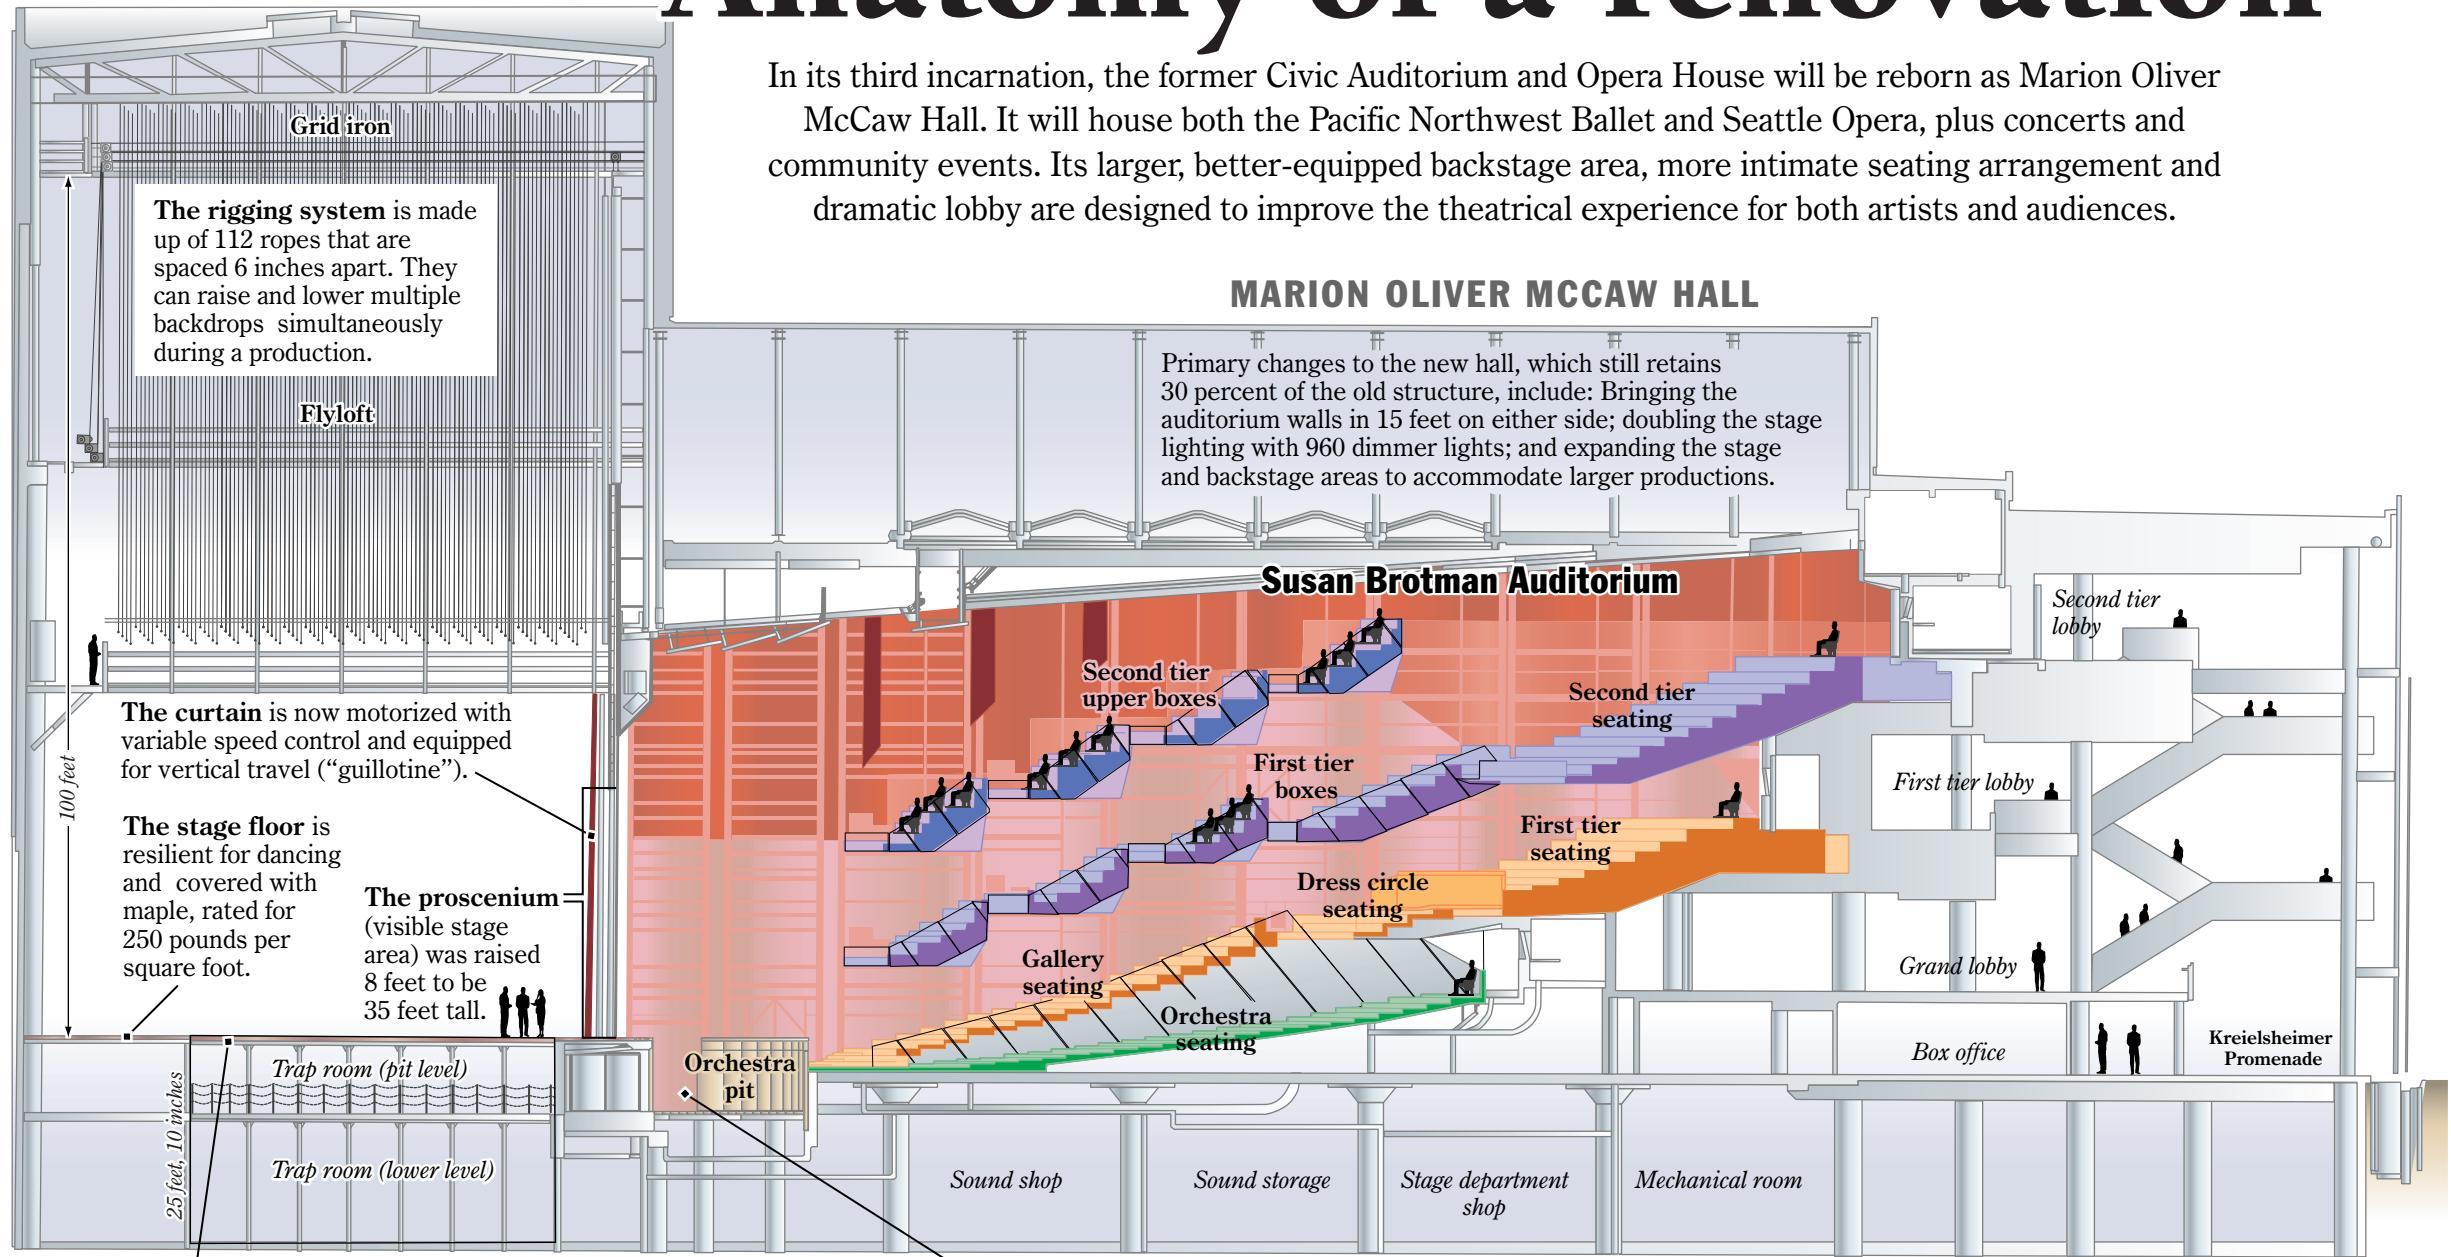 Anatomy of a renovation
In its third incarnation, the former Civic Auditorium and Opera House will be reborn as Marion Oliver
McCaw Hall. It will house both the Pacific Northwest Ballet and Seattle Opera, plus concerts and
community events. Its larger, better-equipped backstage area, more intimate seating arrangement and
dramatic lobby are designed to improve the theatrical experience for both artists and audiences.
Grid iron
The rigging system is made
up of 112 ropes that are
spaced 6 inches apart. They
can raise and lower multiple
backdrops simultaneously
during a production.
Flyloft
MARION OLIVER MCCAW HALL
Primary changes to the new hall, which still retains
30 percent of the old structure, include: Bringing the
auditorium walls in 15 feet on either side; doubling the stage
lighting with 960 dimmer lights; and expanding the stage
and backstage areas to accommodate larger productions.
Susan Brotman Auditorium
Second tier
lobby
Second tier
upper boxes
Second tier
seating
The curtain is now motorized with
variable speed control and equipped
for vertical travel (“guillotine”).
100 feet
First tier
boxes
First tier lobby
The stage floor is
resilient for dancing
and covered with
maple, rated for
250 pounds per
square foot.
First tier
seating
The proscenium
(visible stage
area) was raised
8 feet to be
35 feet tall.
Dress circle
seating
Gallery
seating
Grand lobby
Orchestra
seating
Orchestra
pit
Box office
Kreielsheimer
Promenade
Trap room (pit level)
25 feet, 10 inches
Trap room (lower level)
Sound shop
Sound storage
Stage department
shop
Mechanical room